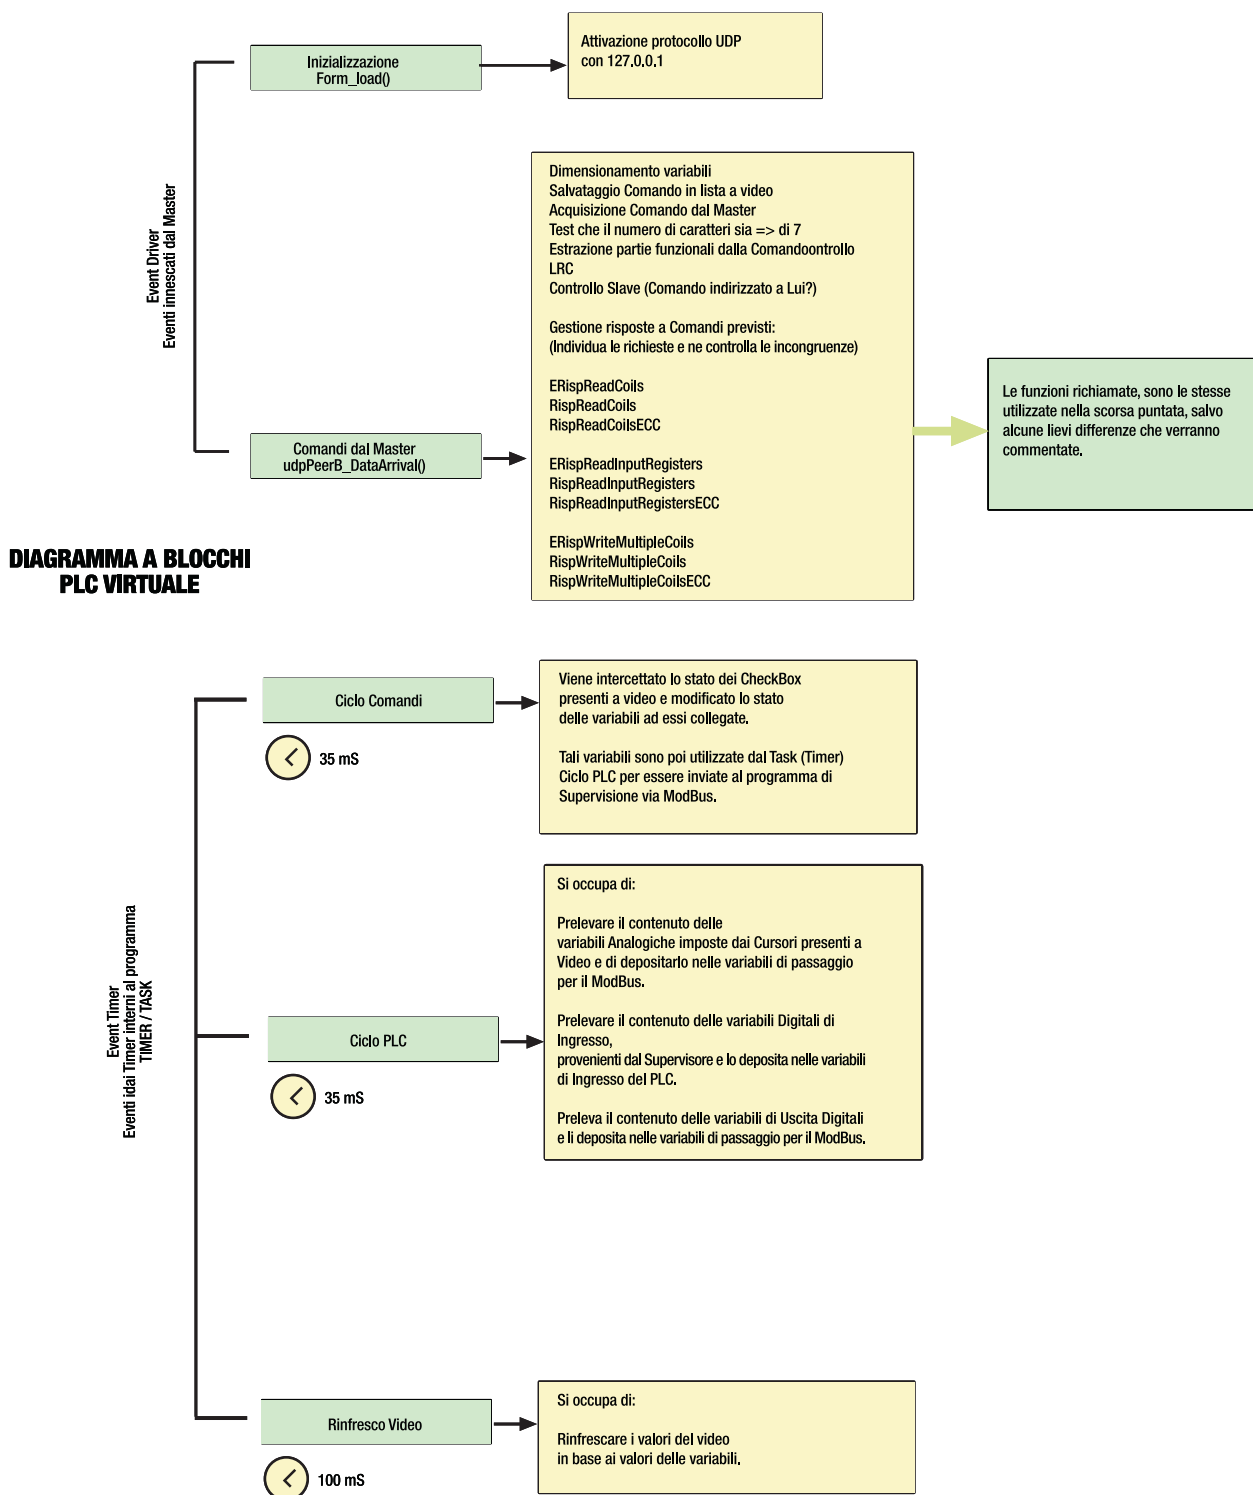 Inizializzazione
Form_load()
Attivazione protocollo UDP
con 127.0.0.1
Event Driver
Eventi innescati dal Master
Dimensionamento variabili
Salvataggio Comando in lista a video
Acquisizione Comando dal Master
Test che il numero di caratteri sia => di 7
Estrazione partie funzionali dalla Comandoontrollo
LRC
Controllo Slave (Comando indirizzato a Lui?)
Gestione risposte a Comandi previsti:
(Individua le richieste e ne controlla le incongruenze)
ERispReadCoils
RispReadCoils
RispReadCoilsECC
ERispReadInputRegisters
RispReadInputRegisters
RispReadInputRegistersECC
ERispWriteMultipleCoils
RispWriteMultipleCoils
RispWriteMultipleCoilsECC
Comandi dal Master
udpPeerB_DataArrival()
Le funzioni richiamate, sono le stesse
utilizzate nella scorsa puntata, salvo
alcune lievi differenze che verranno
commentate.
DIAGRAMMA A BLOCCHI
PLC VIRTUALE
Event Timer
Eventi idai Timer interni al programma
TIMER / TASK
Ciclo Comandi
35 mS
Viene intercettato lo stato dei CheckBox
presenti a video e modificato lo stato
delle variabili ad essi collegate.
Tali variabili sono poi utilizzate dal Task (Timer)
Ciclo PLC per essere inviate al programma di
Supervisione via ModBus.
Ciclo PLC
35 mS
Si occupa di:
Prelevare il contenuto delle
variabili Analogiche imposte dai Cursori presenti a
Video e di depositarlo nelle variabili di passaggio
per il ModBus.
Prelevare il contenuto delle variabili Digitali di
Ingresso,
provenienti dal Supervisore e lo deposita nelle variabili
di Ingresso del PLC.
Preleva il contenuto delle variabili di Uscita Digitali
e li deposita nelle variabili di passaggio per il ModBus.
Rinfresco Video
100 mS
Si occupa di:
Rinfrescare i valori del video
in base ai valori delle variabili.